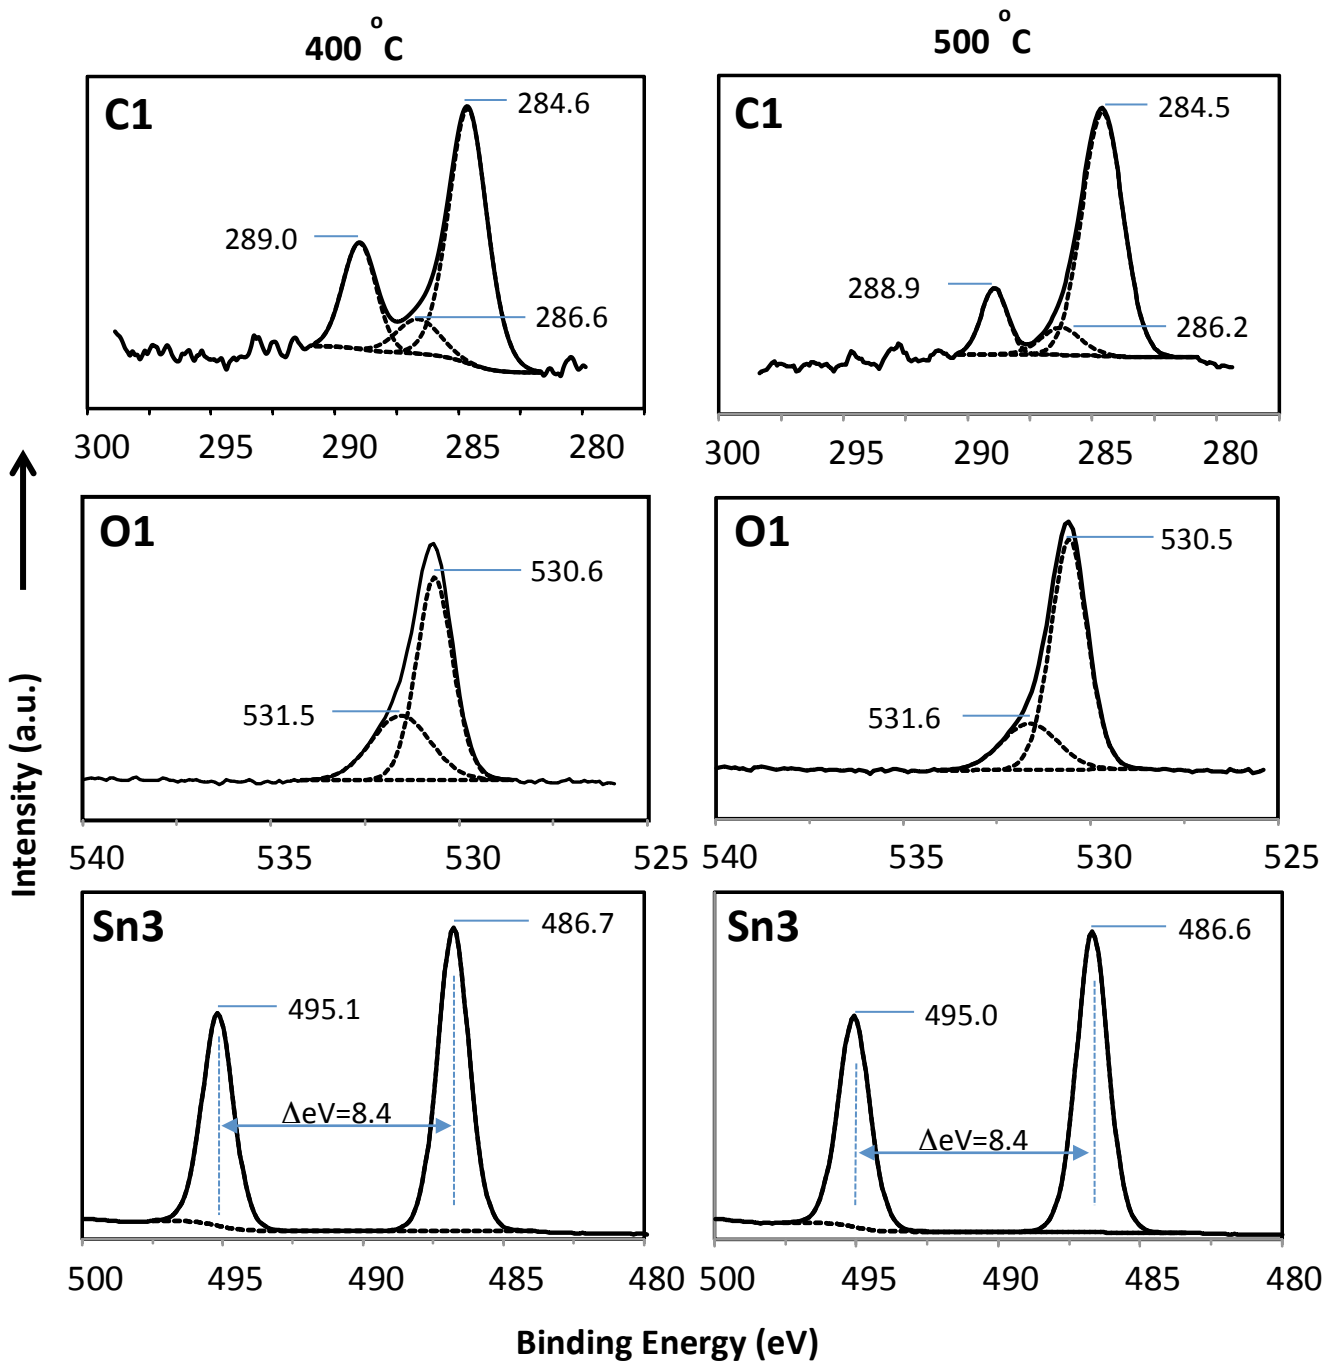 400 °C
500 °C
C1
284.6
289.0
286.6
300 295 290 285 280
C1
284.5
288.9
286.2
300 295 290 285 280
O1
530.6
531.5
540 535 530 525
O1
530.5
531.6
540 535 530 525
Sn3
486.7
495.1
ΔeV=8.4
500 495 490 485 480
Sn3
486.6
495.0
ΔeV=8.4
500 495 490 485 480
Intensity (a.u.)
Binding Energy (eV)